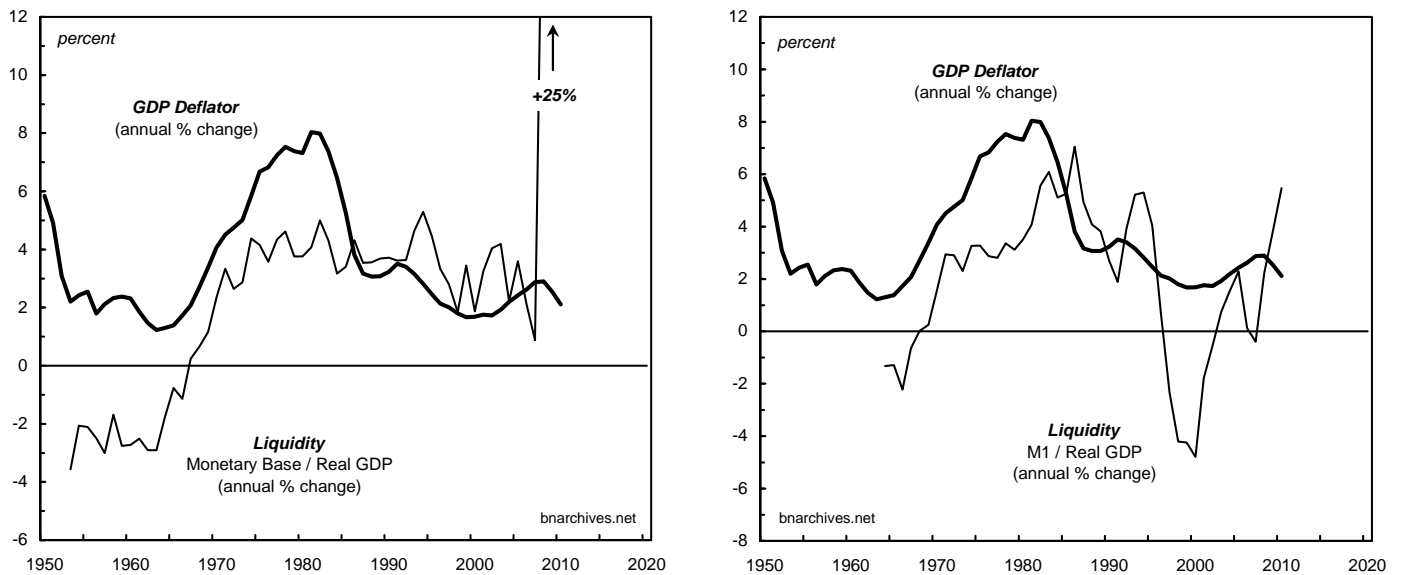 12
percent
10
+25%
GDP Deflator
(annual % change)
8
6
4
2
0
-2
Liquidity
Monetary Base / Real GDP
(annual % change)
-4
bnarchives.net
-6
1950 1960 1970 1980 1990 2000 2010 2020
12
percent
10
GDP Deflator
(annual % change)
8
6
4
2
0
-2
-4
Liquidity
M1 / Real GDP
(annual % change)
-6
bnarchives.net
-8
1950 1960 1970 1980 1990 2000 2010 2020